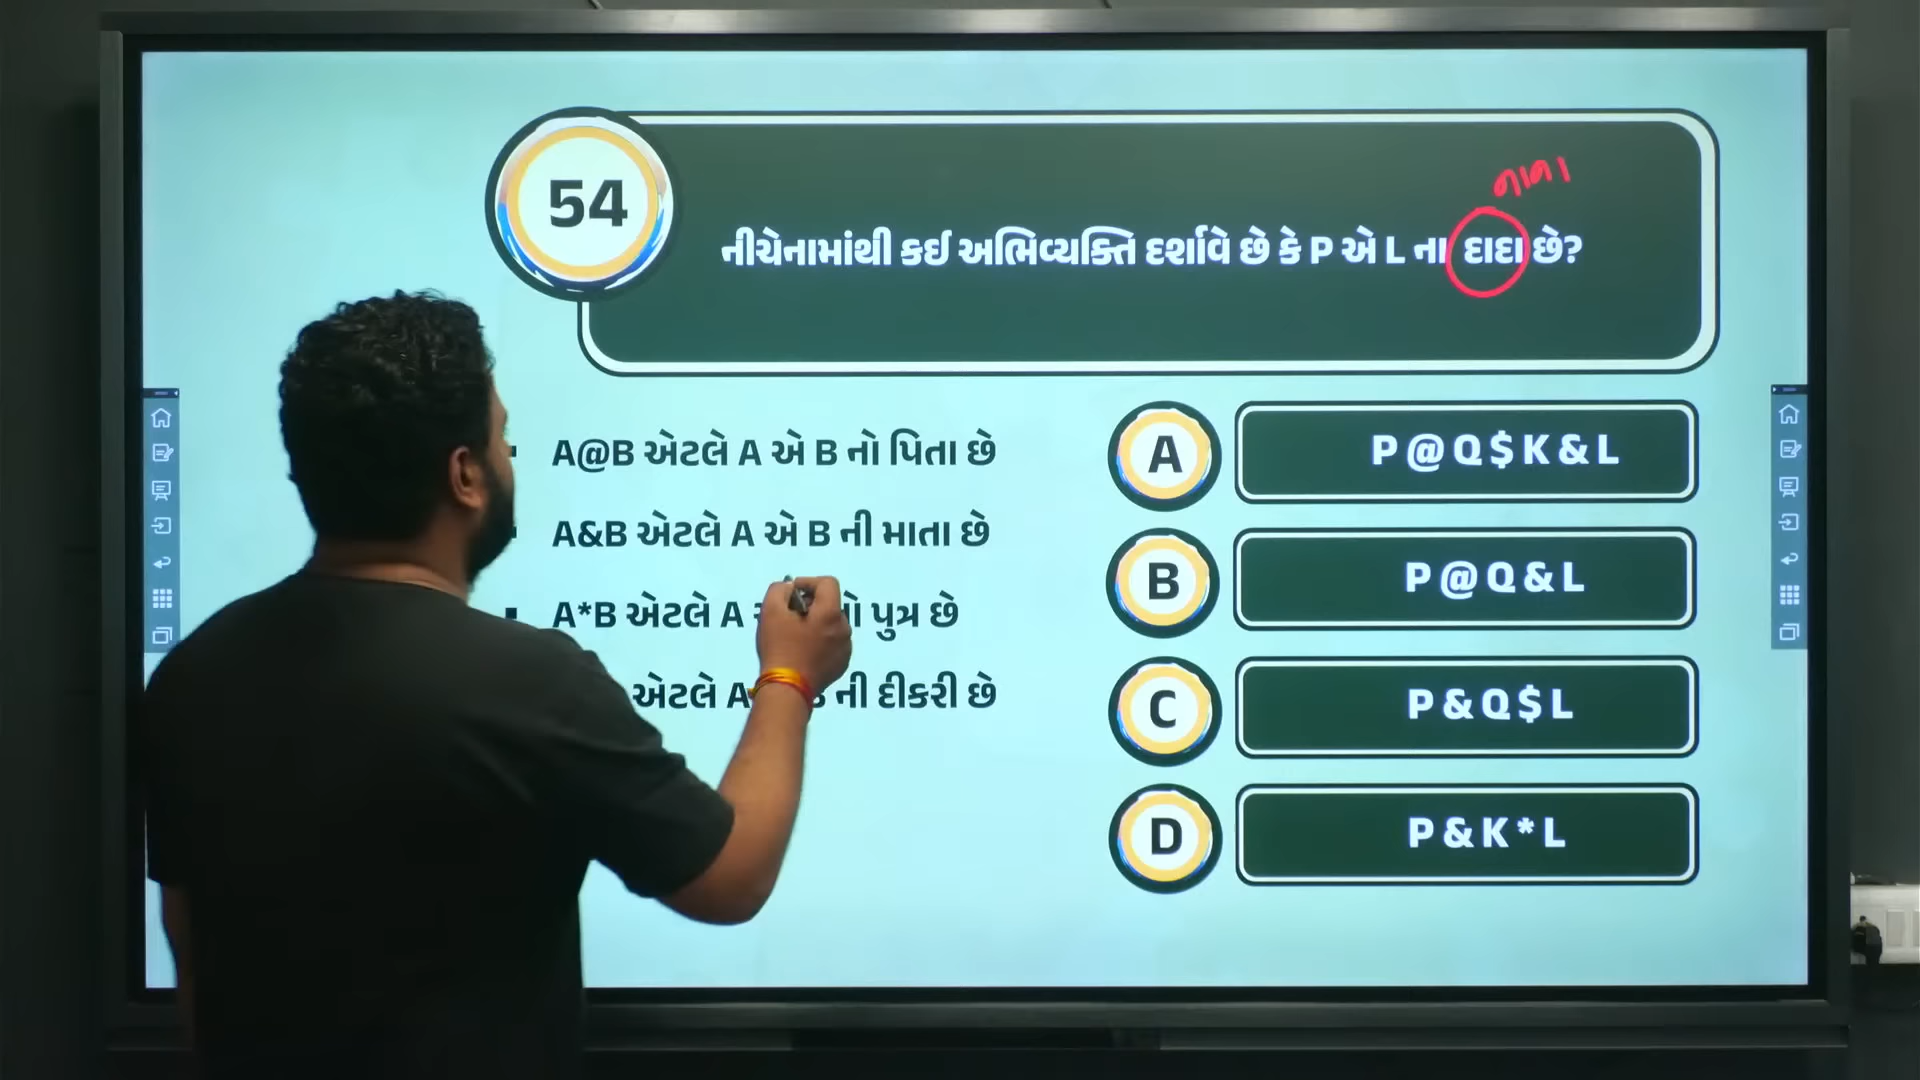 54
નાના
નીચેનામાંથી કઈ અભિવ્યક્તિ દર્શાવે છે કે P એ L ના દાદા છે?
A@B એટલે A એ B નો પિતા છે
A&B એટલે A એ B ની માતા છે
A*B એટલે A પુત્ર છે
એટલે A ની દીકરી છે
A P@Q$K&L
B P@Q&L
C P&Q$L
D P&K*L